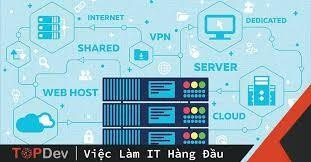 INTERNET
DEDICATED
VPN
SHARED
SERVER
WEB HOST
CLOUD
TOPDev Việc Làm IT Hàng Đầu